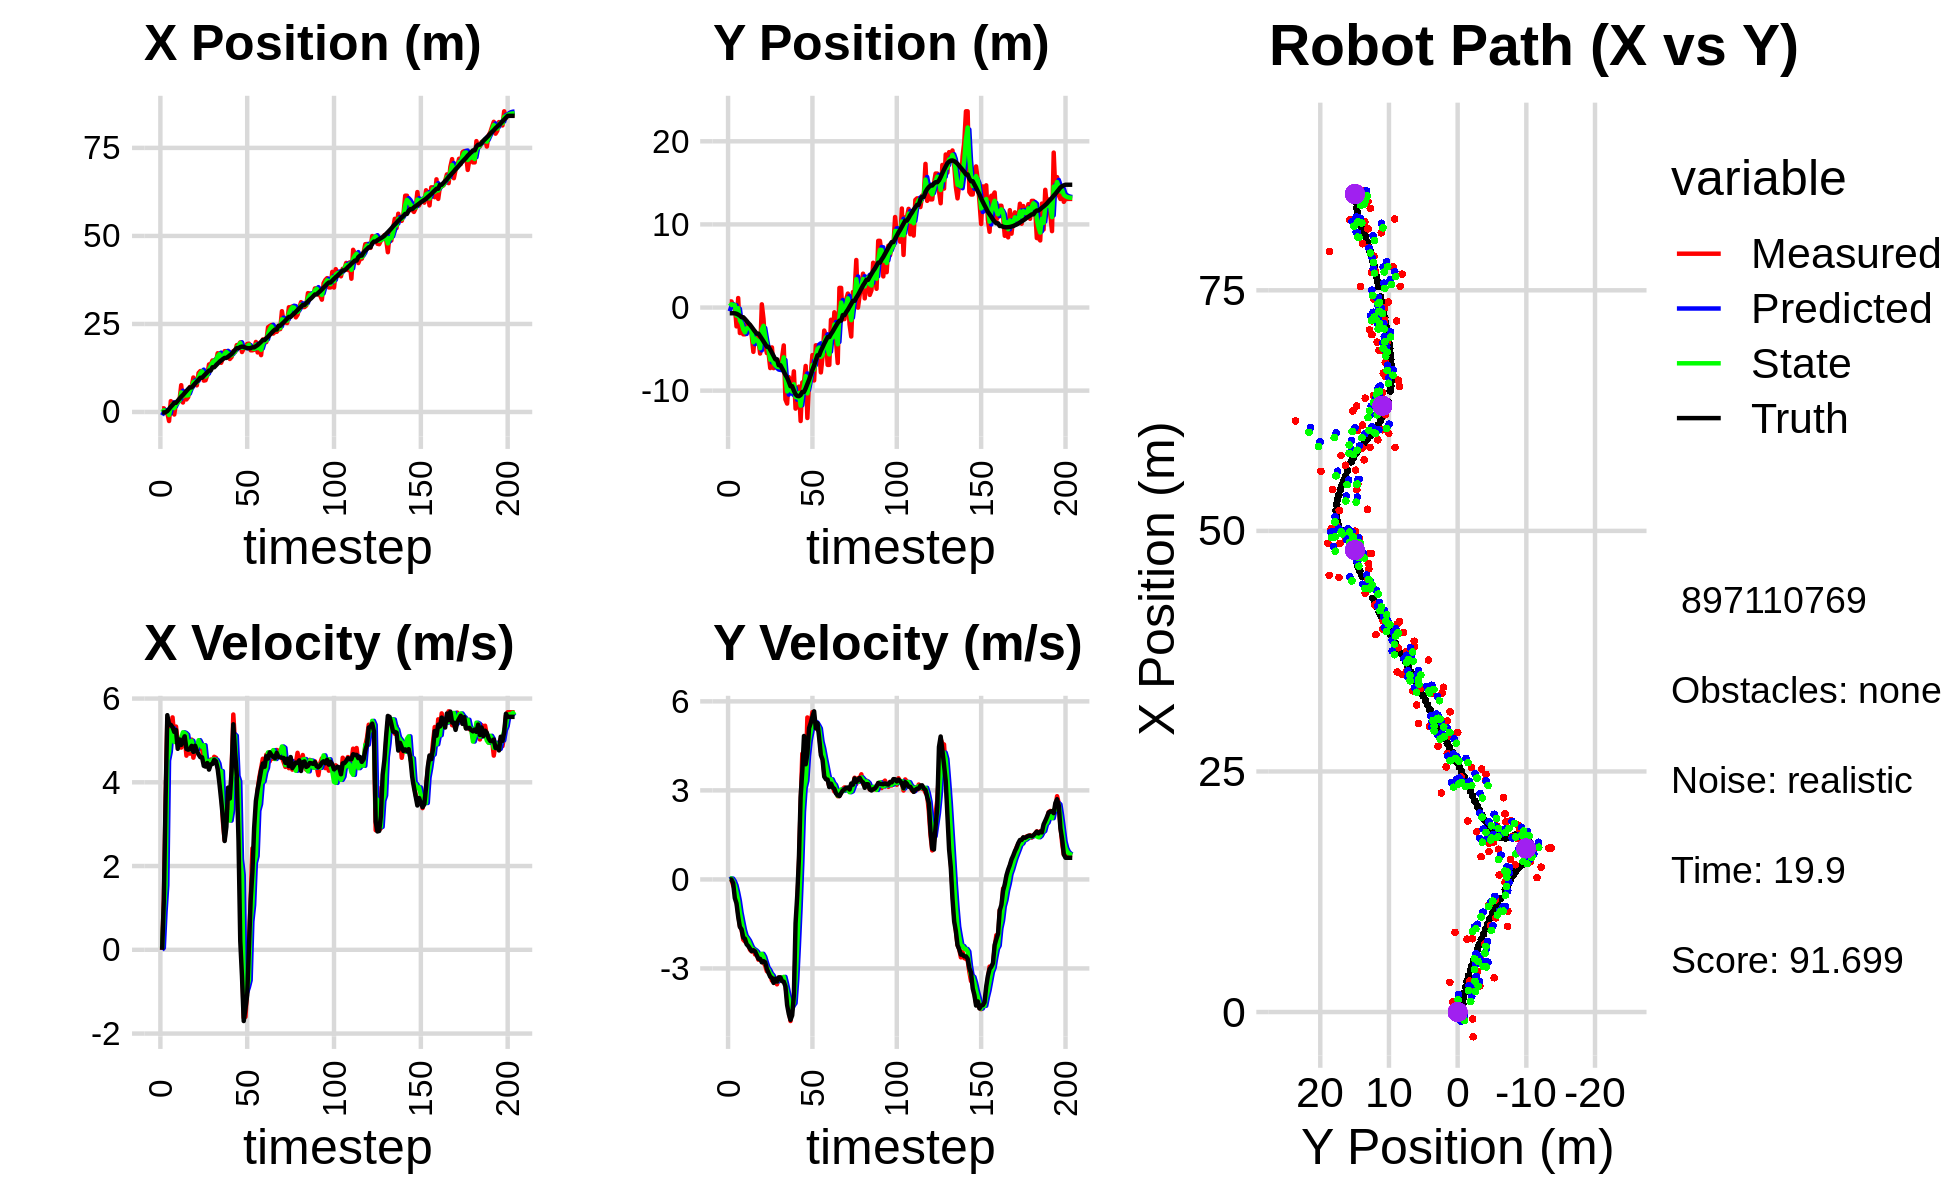 X Position (m)
75
50
25
0
0
50
100
150
200
timestep
Y Position (m)
20
10
0
-10
0
50
100
150
200
timestep
X Velocity (m/s)
6
4
2
0
-2
0
50
100
150
200
timestep
Y Velocity (m/s)
6
3
0
-3
0
50
100
150
200
timestep
Robot Path (X vs Y)
X Position (m)
75
50
25
0
20 10 0 -10 -20
Y Position (m)
variable
Measured
Predicted
State
Truth
897110769
Obstacles: none
Noise: realistic
Time: 19.9
Score: 91.699